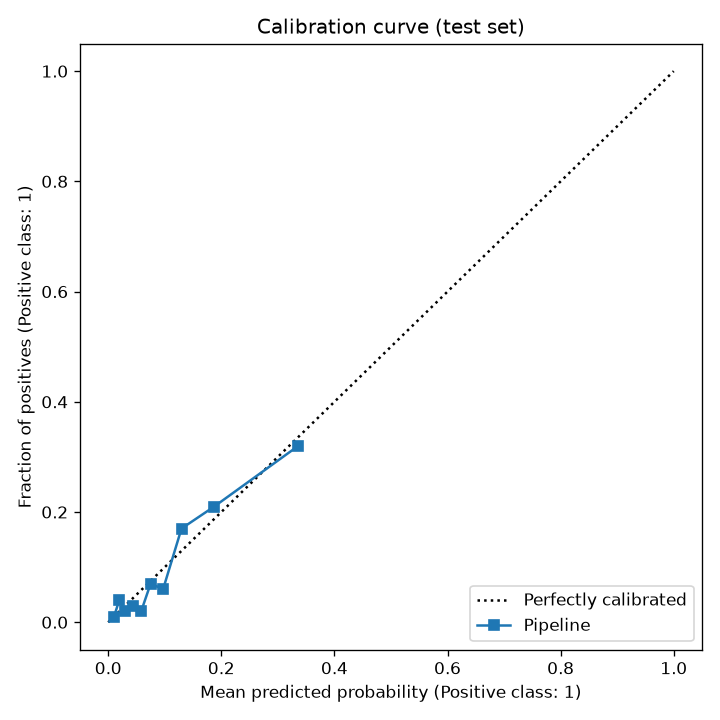 Calibration curve (test set)
Fraction of positives (Positive class: 1)
1.0
0.8
0.6
0.4
0.2
0.0
0.0 0.2 0.4 0.6 0.8 1.0
Mean predicted probability (Positive class: 1)
Perfectly calibrated
Pipeline